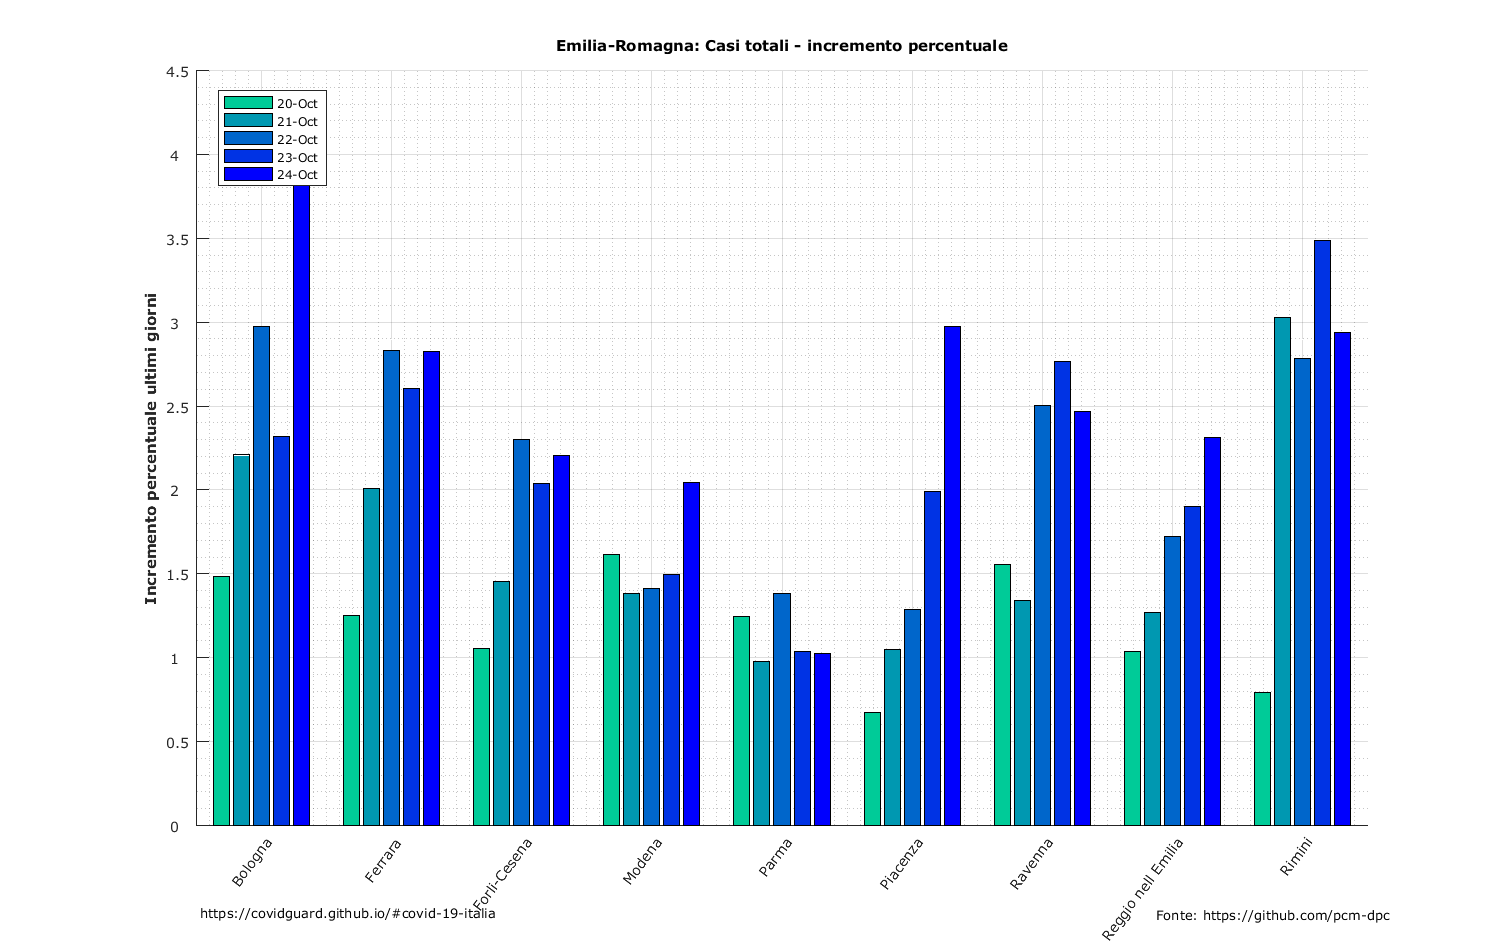 Emilia-Romagna: Casi totali - incremento percentuale
4.5
4
3.5
3
2.5
2
1.5
1
0.5
0
Incremento percentuale ultimi giorni
20-Oct
21-Oct
22-Oct
23-Oct
24-Oct
Bologna
Ferrara
Forlì-Cesena
Modena
Parma
Piacenza
Ravenna
Reggio nell Emilia
Rimini
https://covidguard.github.io/#covid-19-italia
Fonte: https://github.com/pcm-dpc